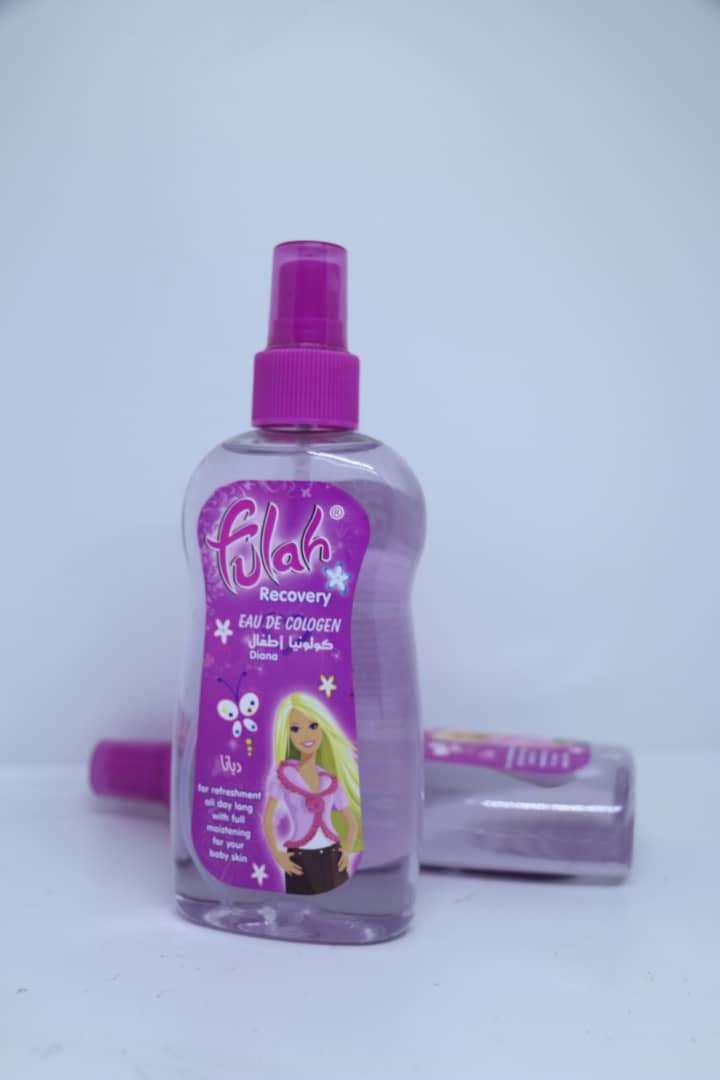 fulah®
Recovery
EAU DE COLOGEN
كولونيا أطفال
Diana
ديانا
for refreshment
all day long
with full
moistening
for your
baby skin